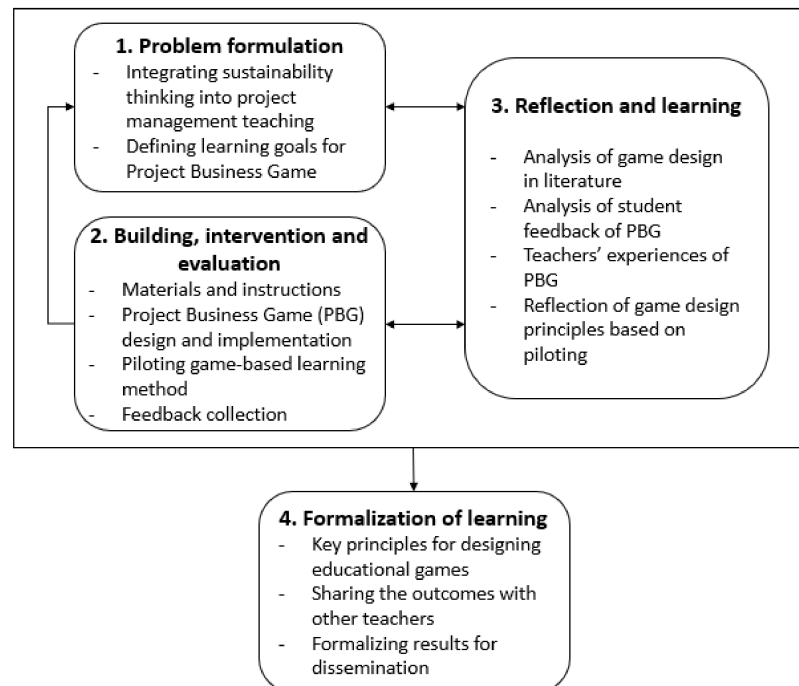 1. Problem formulation
- Integrating sustainability
thinking into project
management teaching
- Defining learning goals for
Project Business Game
2. Building, intervention and
evaluation
- Materials and instructions
- Project Business Game (PBG)
design and implementation
- Piloting game-based learning
method
- Feedback collection
3. Reflection and learning
- Analysis of game design
in literature
- Analysis of student
feedback of PBG
- Teachers’ experiences of
PBG
- Reflection of game design
principles based on
piloting
4. Formalization of learning
- Key principles for designing
educational games
- Sharing the outcomes with
other teachers
- Formalizing results for
dissemination